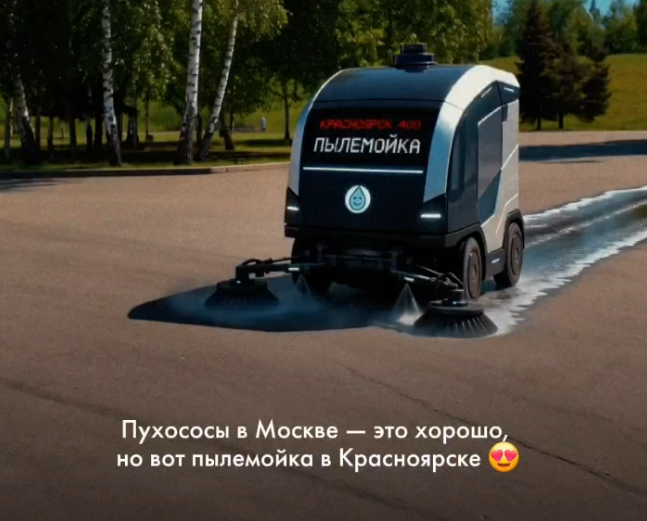 КРАСНОЯРСК 400
ПЫЛЕМОЙКА
Пухососы в Москве — это хорошо,
но вот пылемойка в Красноярске 😍